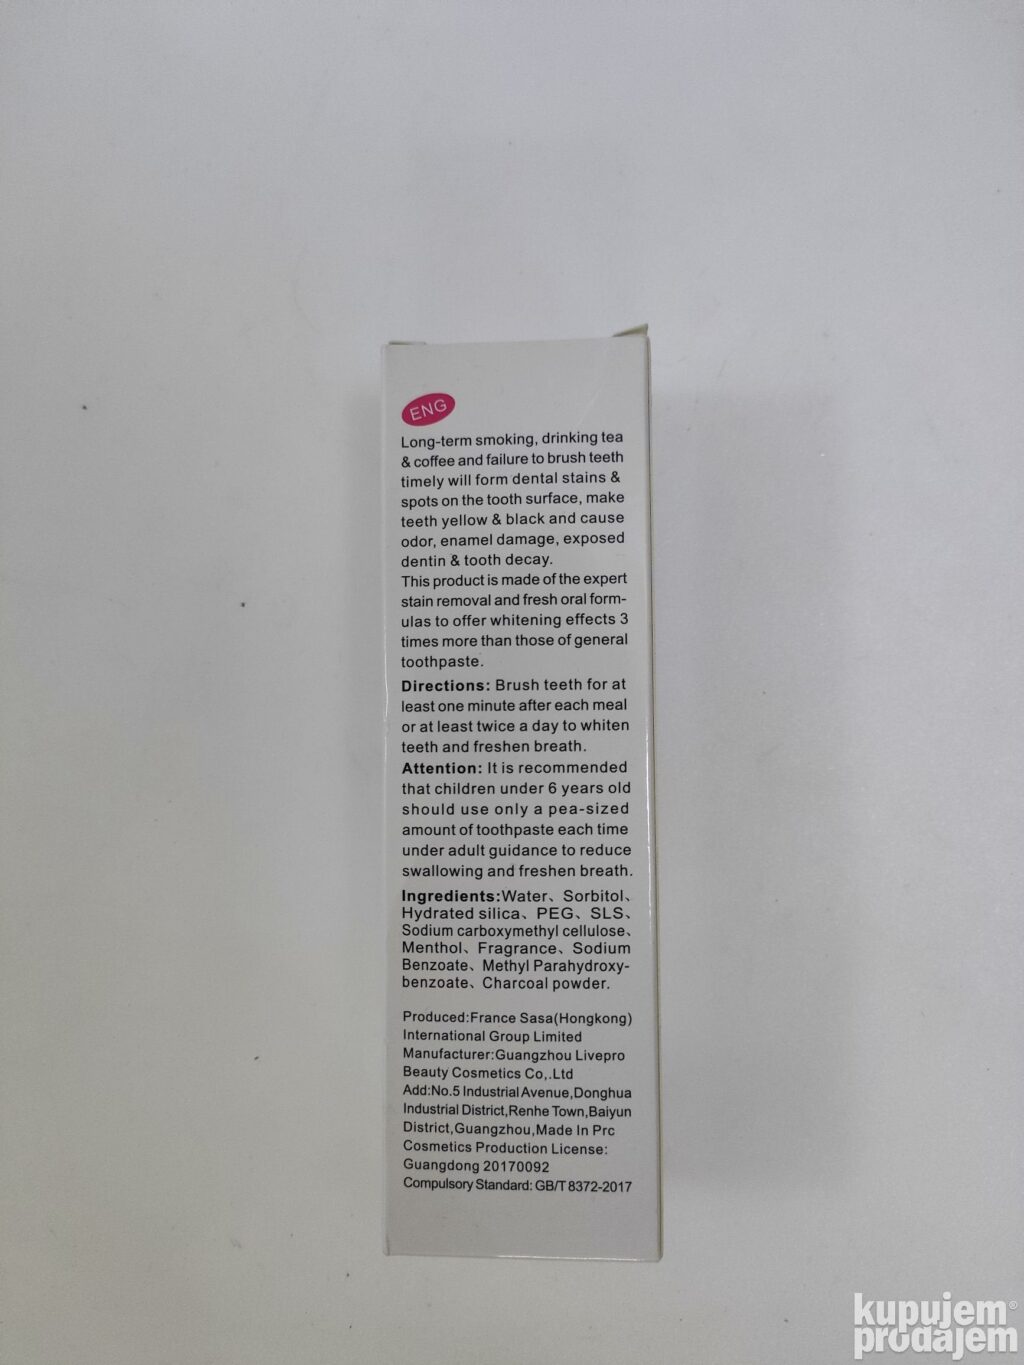 ENG
Long-term smoking, drinking tea
& coffee and failure to brush teeth
timely will form dental stains &
spots on the tooth surface, make
teeth yellow & black and cause
odor, enamel damage, exposed
dentin & tooth decay.
This product is made of the expert
stain removal and fresh oral form-
ulas to offer whitening effects 3
times more than those of general
toothpaste.
Directions: Brush teeth for at
least one minute after each meal
or at least twice a day to whiten
teeth and freshen breath.
Attention: It is recommended
that children under 6 years old
should use only a pea-sized
amount of toothpaste each time
under adult guidance to reduce
swallowing and freshen breath.
Ingredients:Water、Sorbitol、
Hydrated silica、PEG、SLS、
Sodium carboxymethyl cellulose、
Menthol、Fragrance、Sodium
Benzoate、Methyl Parahydroxy-
benzoate、Charcoal powder.
Produced:France Sasa(Hongkong)
International Group Limited
Manufacturer:Guangzhou Livepro
Beauty Cosmetics Co,.Ltd
Add:No.5 Industrial Avenue,Donghua
Industrial District,Renhe Town,Baiyun
District,Guangzhou,Made In Prc
Cosmetics Production License:
Guangdong 20170092
Compulsory Standard: GB/T 8372-2017
kupujem®
prodajem